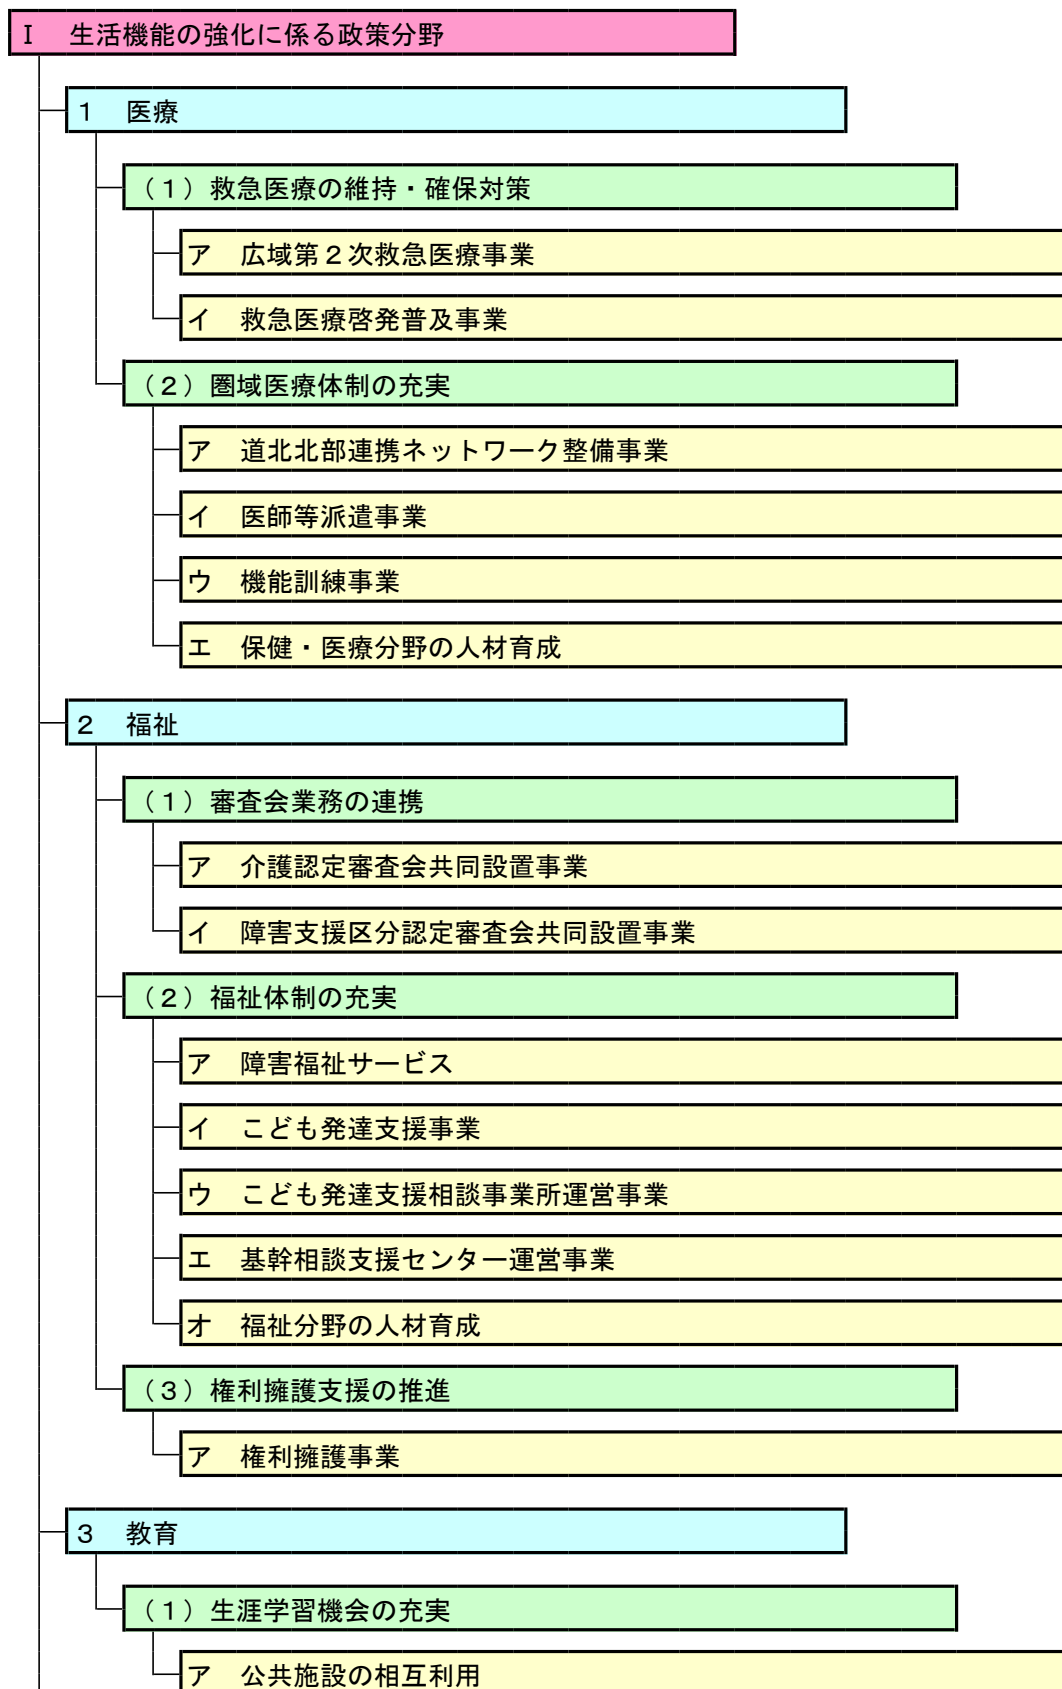 Ⅰ　生活機能の強化に係る政策分野
１　医療
（１）救急医療の維持・確保対策
ア　広域第２次救急医療事業
イ　救急医療啓発普及事業
（２）圏域医療体制の充実
ア　道北北部連携ネットワーク整備事業
イ　医師等派遣事業
ウ　機能訓練事業
エ　保健・医療分野の人材育成
２　福祉
（１）審査会業務の連携
ア　介護認定審査会共同設置事業
イ　障害支援区分認定審査会共同設置事業
（２）福祉体制の充実
ア　障害福祉サービス
イ　こども発達支援事業
ウ　こども発達支援相談事業所運営事業
エ　基幹相談支援センター運営事業
オ　福祉分野の人材育成
（３）権利擁護支援の推進
ア　権利擁護事業
３　教育
（１）生涯学習機会の充実
ア　公共施設の相互利用